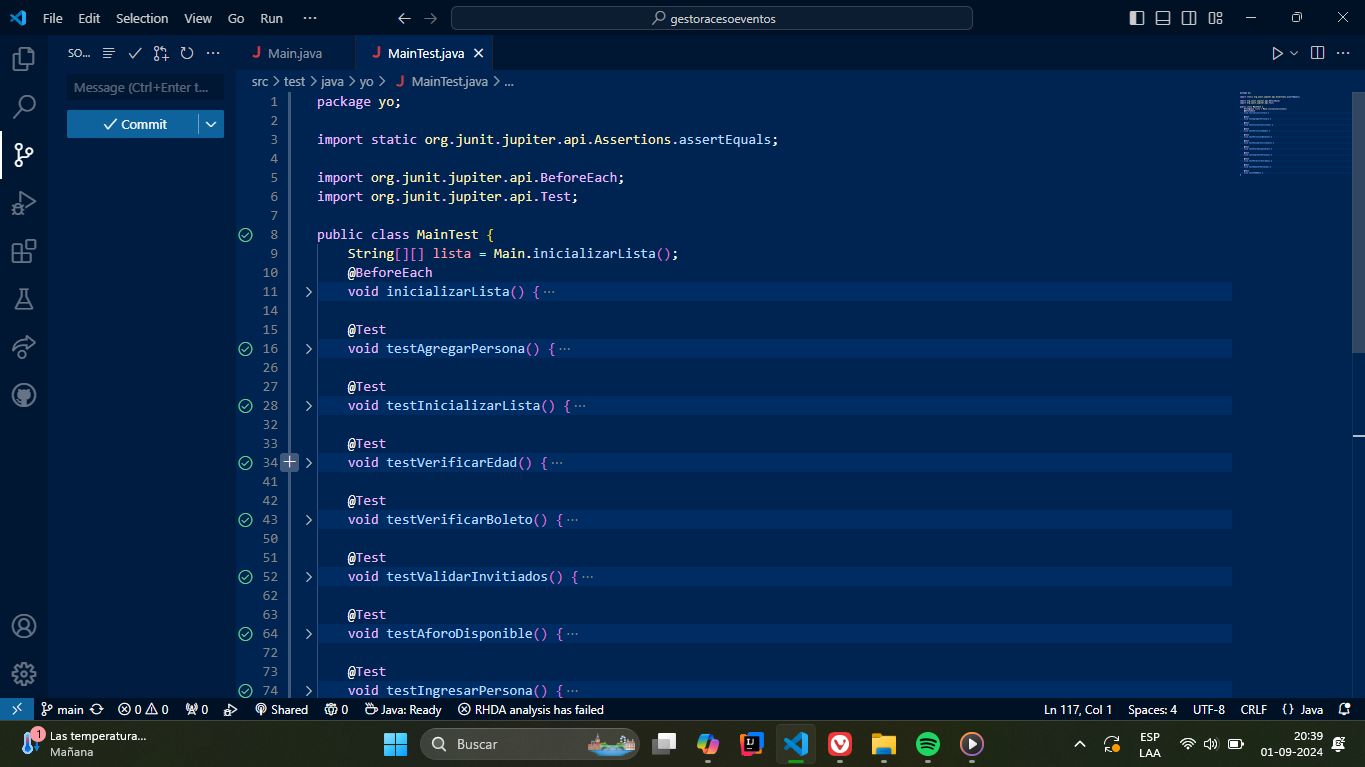 File Edit Selection View Go Run ···
gestoracesoeventos
SO...
Main.java
MainTest.java
Message (Ctrl+Enter t...
Commit
src > test > java > yo > MainTest.java > ...
1 package yo;
2
3 import static org.junit.jupiter.api.Assertions.assertEquals;
4
5 import org.junit.jupiter.api.BeforeEach;
6 import org.junit.jupiter.api.Test;
7
8 public class MainTest {
9 String[][] lista = Main.inicializarLista();
10 @BeforeEach
11 void inicializarLista() { ···
14
15 @Test
16 void testAgregarPersona() { ···
26
27 @Test
28 void testInicializarLista() { ···
32
33 @Test
34 void testVerificarEdad() { ···
41
42 @Test
43 void testVerificarBoleto() { ···
50
51 @Test
52 void testValidarInvitiados() { ···
62
63 @Test
64 void testAforoDisponible() { ···
72
73 @Test
74 void testIngresarPersona() { ···
main 0 0 0 Shared 0 Java: Ready RHDA analysis has failed Ln 117, Col 1 Spaces: 4 UTF-8 CRLF {} Java
1
Las temperatura...
Mañana
Buscar
ESP
LAA
20:39
01-09-2024